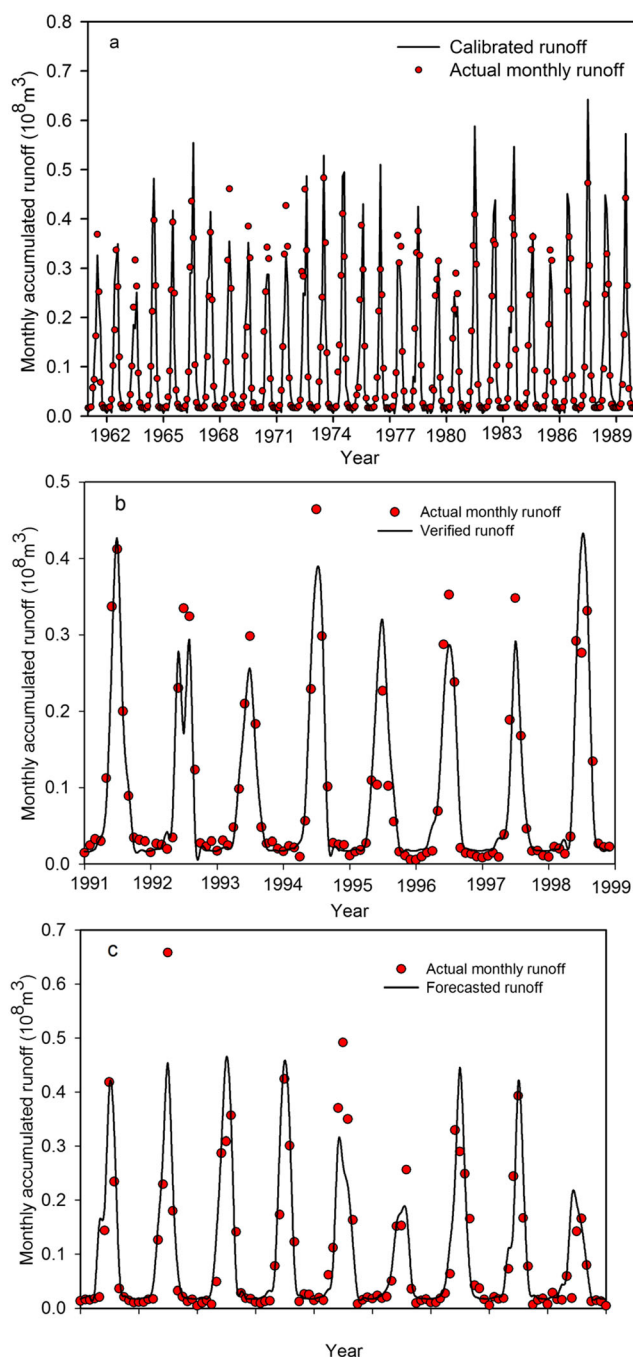 a
Calibrated runoff
Actual monthly runoff
Monthly accumulated runoff (10⁸m³)
0.8
0.7
0.6
0.5
0.4
0.3
0.2
0.1
0.0
1962 1965 1968 1971 1974 1977 1980 1983 1986 1989
Year
b
Actual monthly runoff
Verified runoff
Monthly accumulated runoff (10⁸m³)
0.5
0.4
0.3
0.2
0.1
0.0
1991 1992 1993 1994 1995 1996 1997 1998 1999
Year
c
Actual monthly runoff
Forecasted runoff
Monthly accumulated runoff (10⁸m³)
0.7
0.6
0.5
0.4
0.3
0.2
0.1
0.0
Year